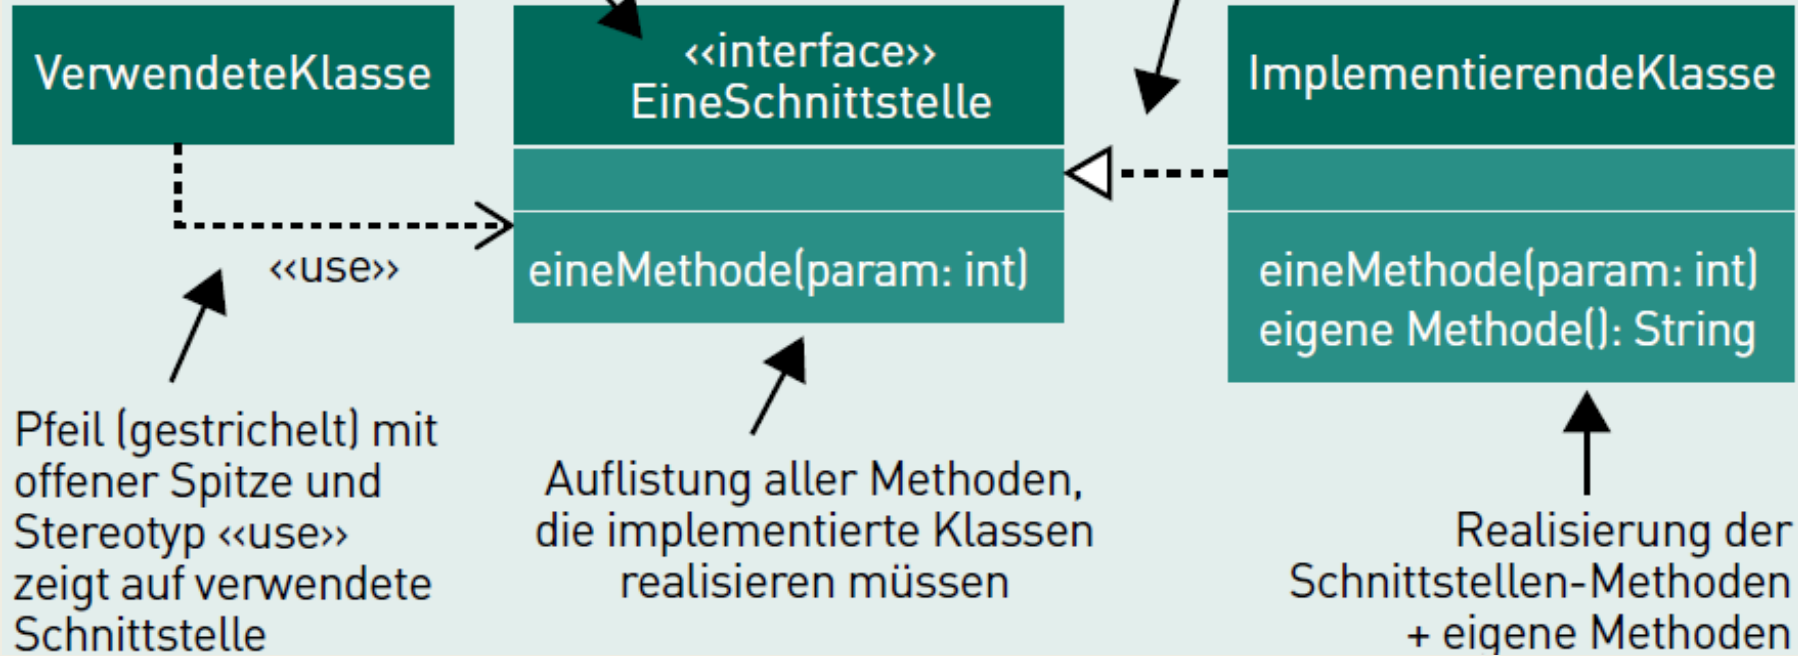 VerwendeteKlasse
‹‹interface››
EineSchnittstelle
ImplementierendeKlasse
‹‹use››
eineMethode(param: int)
eineMethode(param: int)
eigene Methode(): String
Pfeil (gestrichelt) mit
offener Spitze und
Stereotyp ‹‹use››
zeigt auf verwendete
Schnittstelle
Auflistung aller Methoden,
die implementierte Klassen
realisieren müssen
Realisierung der
Schnittstellen-Methoden
+ eigene Methoden